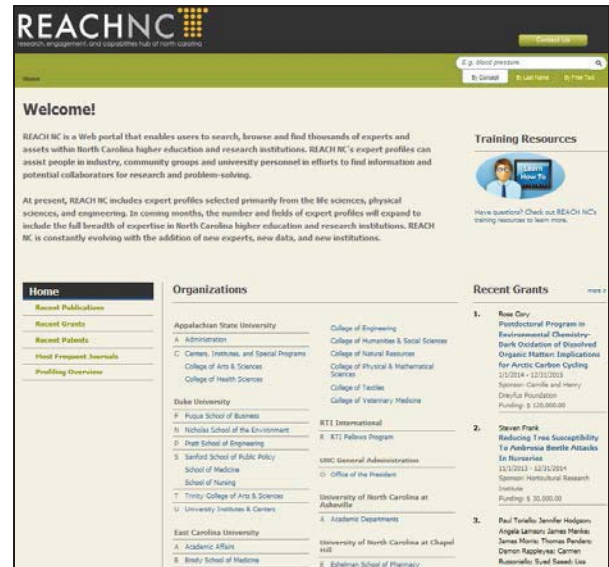 REACHNC
research, engagement, and capabilities hub of north carolina
Contact Us
E.g. blood pressure
Home
By Concept By Last Name By Free Text
Welcome!
REACH NC is a Web portal that enables users to search, browse and find thousands of experts and
assets within North Carolina higher education and research institutions. REACH NC's expert profiles can
assist people in industry, community groups and university personnel in efforts to find information and
potential collaborators for research and problem-solving.
At present, REACH NC includes expert profiles selected primarily from the life sciences, physical
sciences, and engineering. In coming months, the number and fields of expert profiles will expand to
include the full breadth of expertise in North Carolina higher education and research institutions. REACH
NC is constantly evolving with the addition of new experts, new data, and new institutions.
Training Resources
Learn
How To
Have questions? Check out REACH NC's
training resources to learn more.
Home
Recent Publications
Recent Grants
Recent Patents
Most Frequent Journals
Profiling Overview
Organizations
Appalachian State University
A Administration
C Centers, Institutes, and Special Programs
College of Arts & Sciences
College of Health Sciences
Duke University
F Fuqua School of Business
N Nicholas School of the Environment
P Pratt School of Engineering
S Sanford School of Public Policy
School of Medicine
School of Nursing
T Trinity College of Arts & Sciences
U University Institutes & Centers
East Carolina University
A Academic Affairs
B Brody School of Medicine
College of Engineering
College of Humanities & Social Sciences
College of Natural Resources
College of Physical & Mathematical
Sciences
College of Textiles
College of Veterinary Medicine
RTI International
R RTI Fellows Program
UNC General Administration
O Office of the President
University of North Carolina at
Asheville
A Academic Departments
University of North Carolina at Chapel
Hill
E Eshelman School of Pharmacy
Recent Grants
more
1. Rose Cory
Postdoctoral Program in
Environmental Chemistry-
Dark Oxidation of Dissolved
Organic Matter: Implications
for Arctic Carbon Cycling
1/1/2014 - 12/31/2015
Sponsor: Camille and Henry
Dreyfus Foundation
Funding: $ 120,000.00
2. Steven Frank
Reducing Tree Susceptibility
To Ambrosia Beetle Attacks
In Nurseries
11/1/2013 - 12/31/2014
Sponsor: Horticultural Research
Institute
Funding: $ 30,000.00
3. Paul Toriello; Jennifer Hodgson;
Angela Lamson; James Menke;
James Morris; Thomas Penders;
Damon Rappleyea; Carmen
Russoniello; Syed Saeed; Lisa